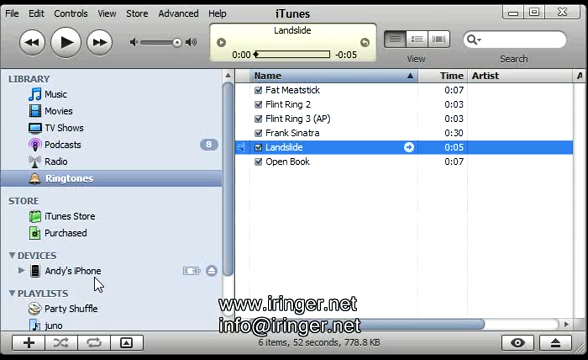 File Edit Controls View Store Advanced Help
iTunes
Landslide
0:00 -0:05
View
Search
LIBRARY
Music
Movies
TV Shows
Podcasts 8
Radio
Ringtones
STORE
iTunes Store
Purchased
DEVICES
Andy's iPhone
PLAYLISTS
Party Shuffle
juno
Name Time Artist
Fat Meatstick 0:07
Flint Ring 2 0:03
Flint Ring 3 (AP) 0:03
Frank Sinatra 0:30
Landslide 0:05
Open Book 0:07
www.iringer.net
info@iringer.net
6 items, 52 seconds, 778.8 KB